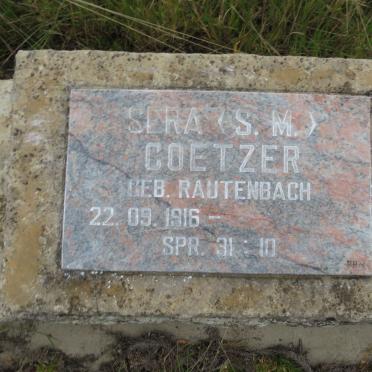 SERA (S. M.)
COETZER
GEB. RAUTENBACH
22. 09. 1916 -
SPR. 31 : 10